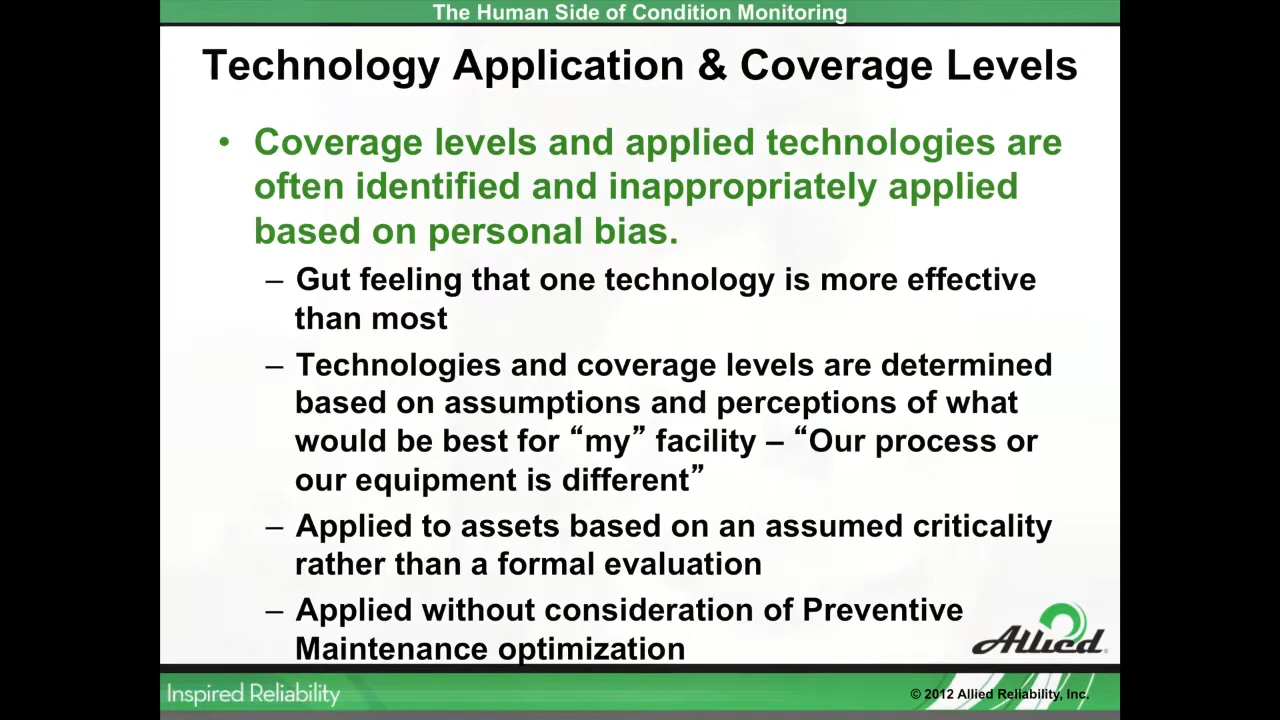 The Human Side of Condition Monitoring
Technology Application & Coverage Levels
• Coverage levels and applied technologies are
often identified and inappropriately applied
based on personal bias.
– Gut feeling that one technology is more effective
than most
– Technologies and coverage levels are determined
based on assumptions and perceptions of what
would be best for “my” facility – “Our process or
our equipment is different”
– Applied to assets based on an assumed criticality
rather than a formal evaluation
– Applied without consideration of Preventive
Maintenance optimization
Allied®
Inspired Reliability
© 2012 Allied Reliability, Inc.